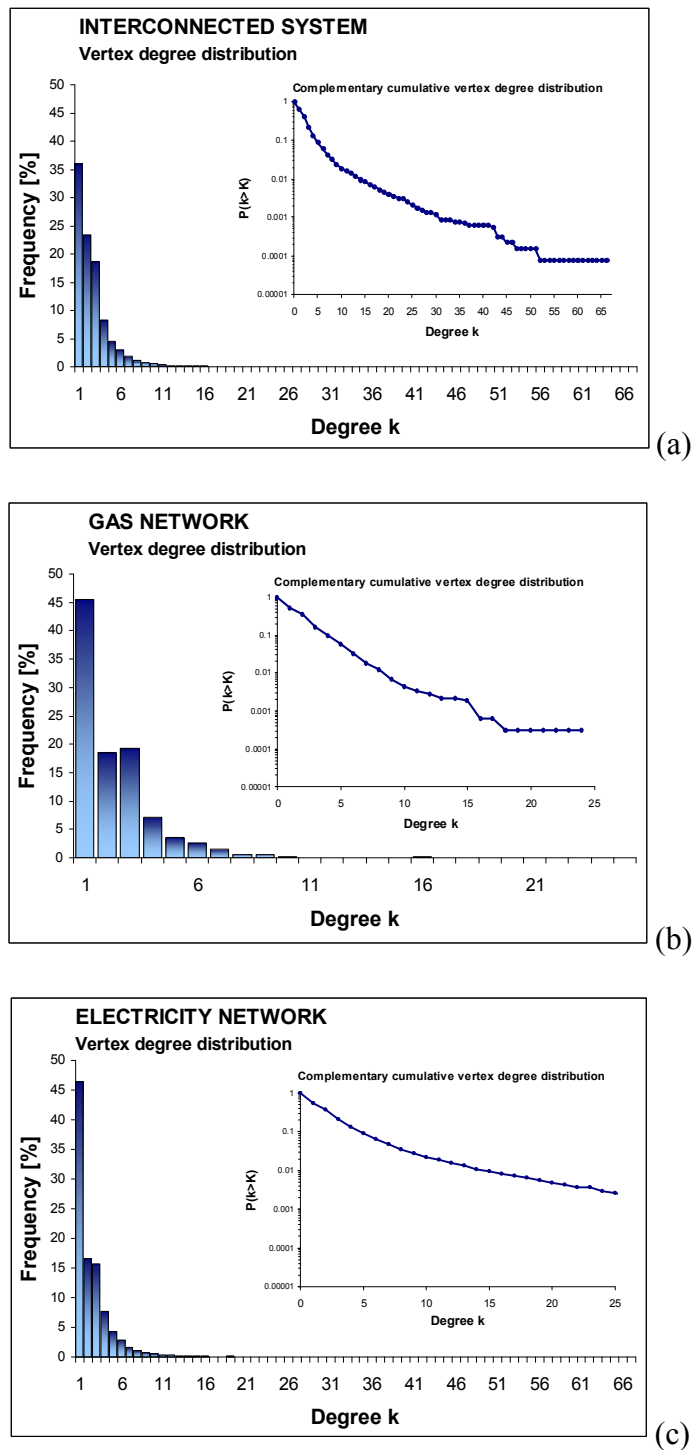 INTERCONNECTED SYSTEM
Vertex degree distribution
Frequency [%]
50
45
40
35
30
25
20
15
10
5
0
1 6 11 16 21 26 31 36 41 46 51 56 61 66
Degree k
Complementary cumulative vertex degree distribution
P(k>K)
1
0.1
0.01
0.001
0.0001
0.00001
0 5 10 15 20 25 30 35 40 45 50 55 60 65
Degree k
(a)
GAS NETWORK
Vertex degree distribution
Frequency [%]
50
45
40
35
30
25
20
15
10
5
0
1 6 11 16 21
Degree k
Complementary cumulative vertex degree distribution
P(k>K)
1
0.1
0.01
0.001
0.0001
0.00001
0 5 10 15 20 25
Degree k
(b)
ELECTRICITY NETWORK
Vertex degree distribution
Frequency [%]
50
45
40
35
30
25
20
15
10
5
0
1 6 11 16 21 26 31 36 41 46 51 56 61 66
Degree k
Complementary cumulative vertex degree distribution
P(k>K)
1
0.1
0.01
0.001
0.0001
0.00001
0 5 10 15 20 25
Degree k
(c)